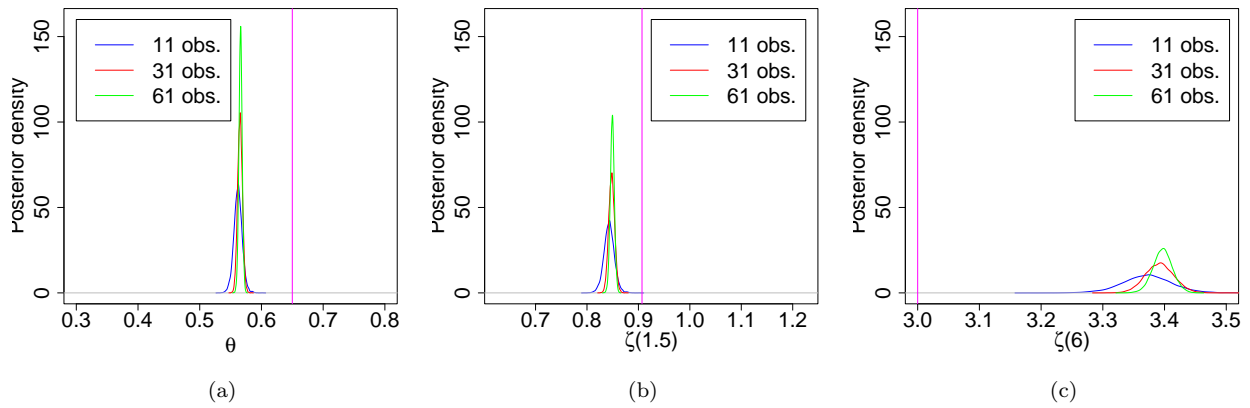 Posterior density
0 50 100 150
11 obs.
31 obs.
61 obs.
0.3 0.4 0.5 0.6 0.7 0.8
θ
(a)
Posterior density
0 50 100 150
11 obs.
31 obs.
61 obs.
0.7 0.8 0.9 1.0 1.1 1.2
ζ(1.5)
(b)
Posterior density
0 50 100 150
11 obs.
31 obs.
61 obs.
3.0 3.1 3.2 3.3 3.4 3.5
ζ(6)
(c)